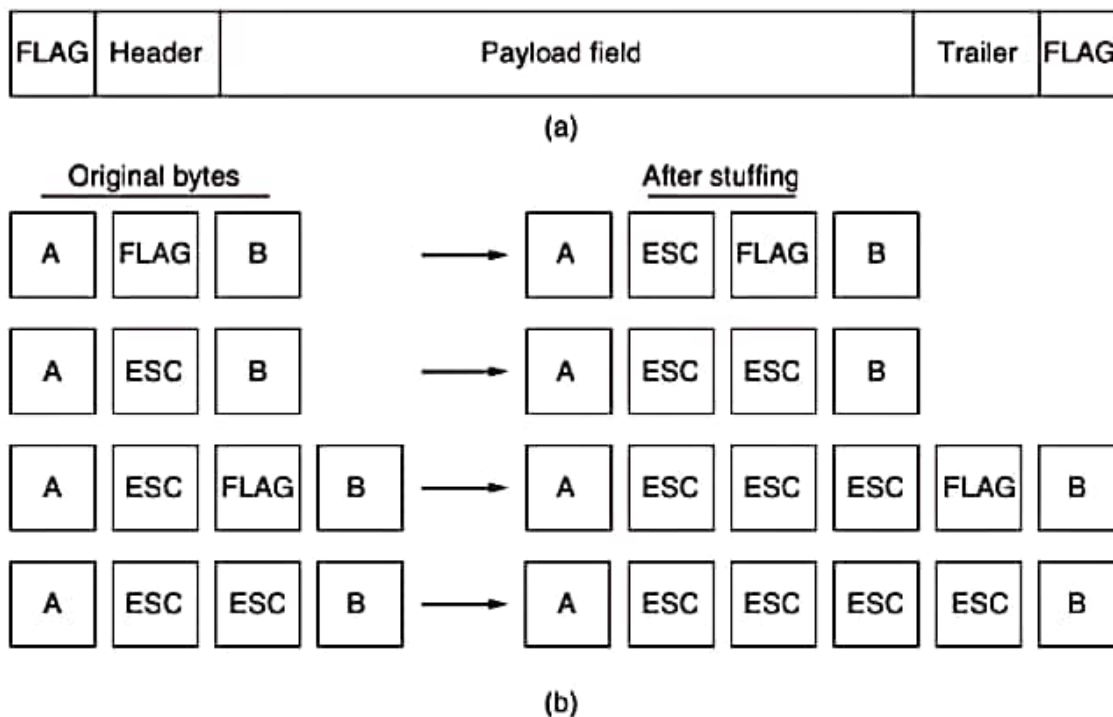 FLAG Header Payload field Trailer FLAG
(a)
Original bytes After stuffing
A FLAG B A ESC FLAG B
A ESC B A ESC ESC B
A ESC FLAG B A ESC ESC ESC FLAG B
A ESC ESC B A ESC ESC ESC ESC B
(b)